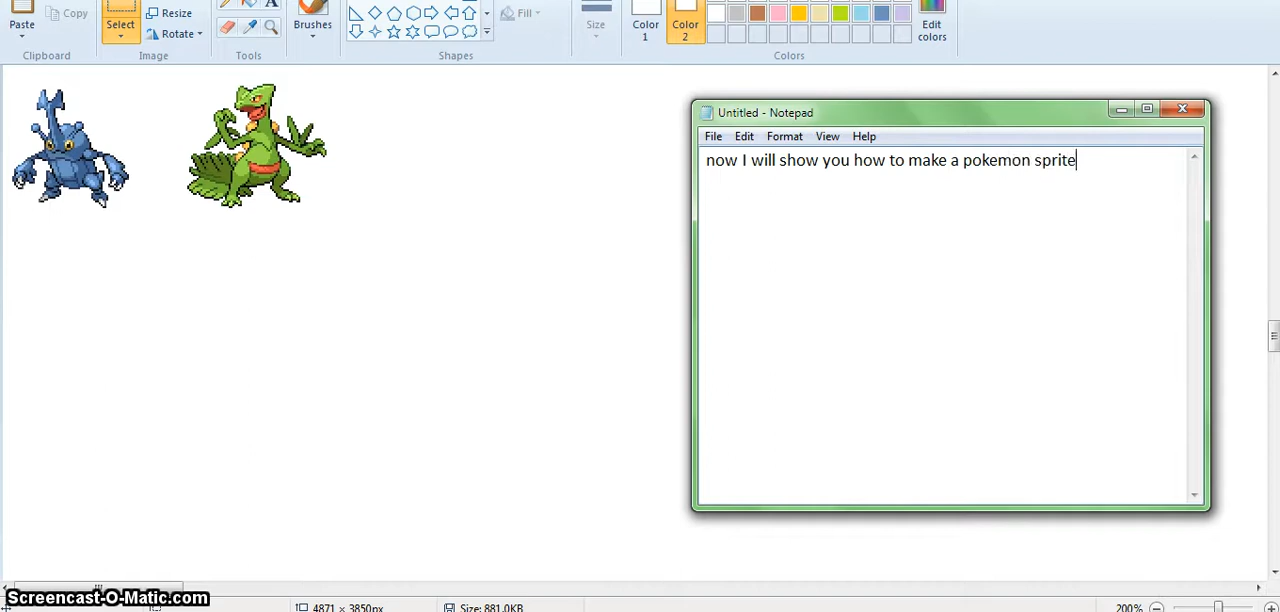 Paste
Copy
Select
Resize
Rotate
Brushes
Fill
Size
Color 1
Color 2
Edit colors
Clipboard
Image
Tools
Shapes
Colors
A
Untitled - Notepad
File Edit Format View Help
now I will show you how to make a pokemon sprite
Screencast-O-Matic.com
4871 × 3850px
Size: 881.0KB
200%